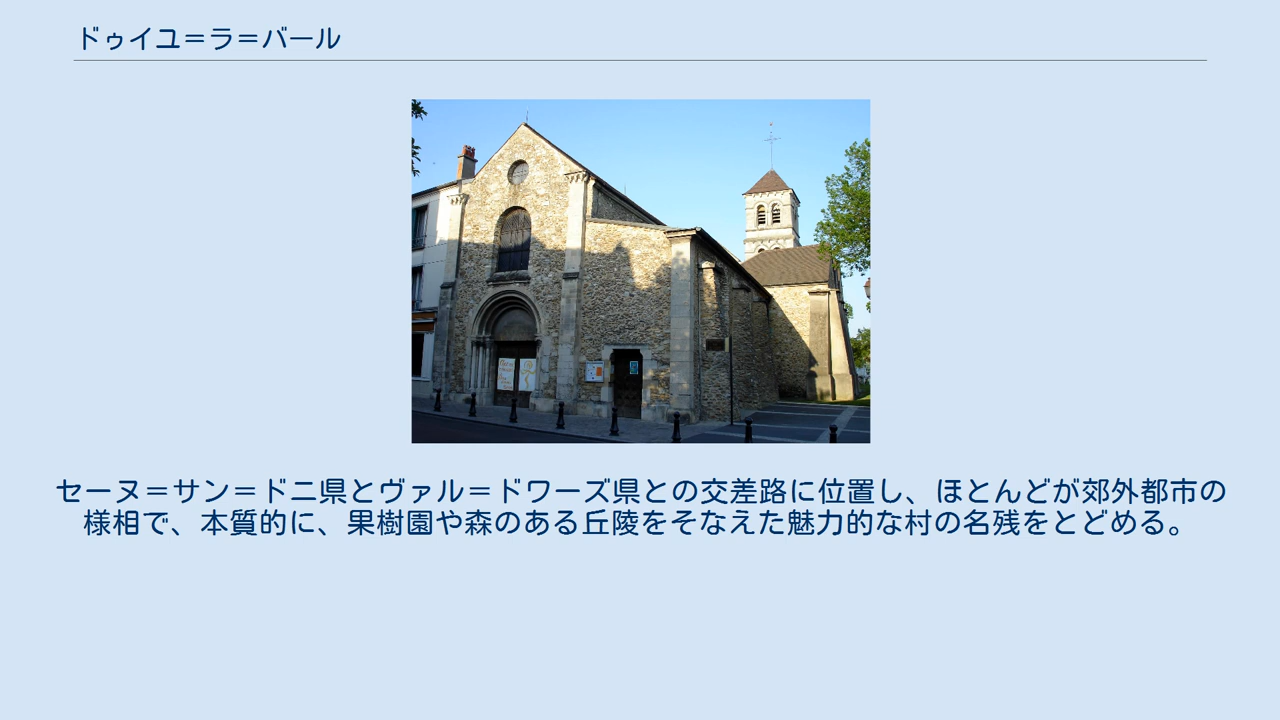 ドゥイユ＝ラ＝バール
セーヌ＝サン＝ドニ県とヴァル＝ドワーズ県との交差路に位置し、ほとんどが郊外都市の
様相で、本質的に、果樹園や森のある丘陵をそなえた魅力的な村の名残をとどめる。